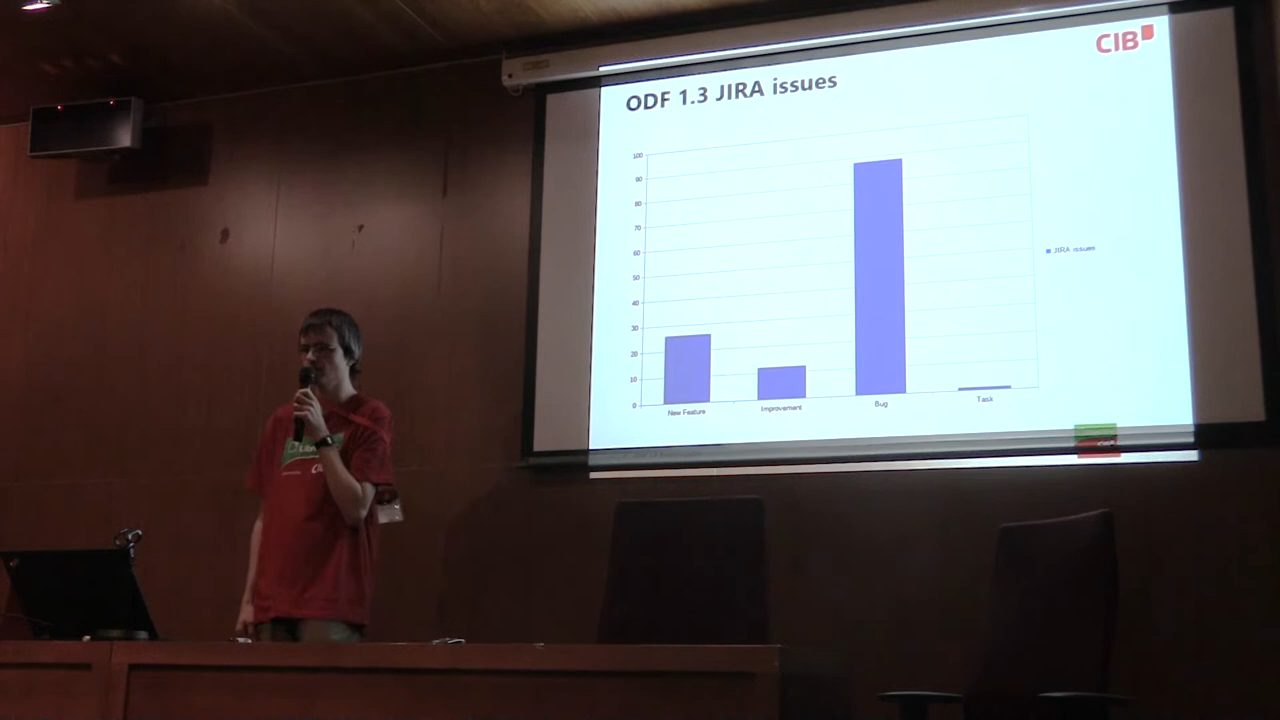 CIB
ODF 1.3 JIRA issues
100
90
80
70
60
50
40
30
20
10
0
New Feature
Improvement
Bug
Task
JIRA issues